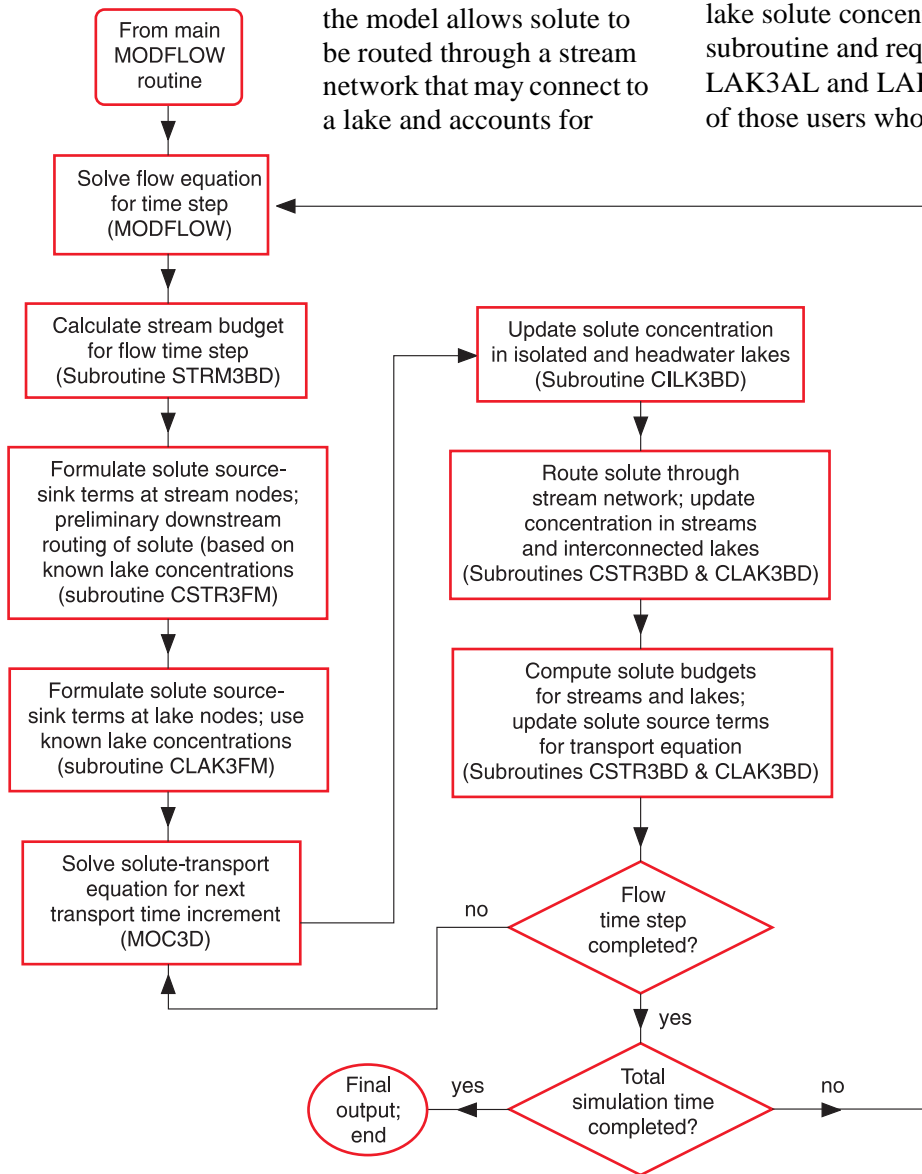 the model allows solute to
be routed through a stream
network that may connect to
a lake and accounts for
lake solute concen
subroutine and req
LAK3AL and
of those users who
From main
MODFLOW
routine
Solve flow equation
for time step
(MODFLOW)
Calculate stream budget
for flow time step
(Subroutine STRM3BD)
Formulate solute source-
sink terms at stream nodes;
preliminary downstream
routing of solute (based on
known lake concentrations
(subroutine CSTR3FM)
Formulate solute source-
sink terms at lake nodes; use
known lake concentrations
(subroutine CLAK3FM)
Solve solute-transport
equation for next
transport time increment
(MOC3D)
Update solute concentration
in isolated and headwater lakes
(Subroutine CILK3BD)
Route solute through
stream network; update
concentration in streams
and interconnected lakes
(Subroutines CSTR3BD & CLAK3BD)
Compute solute budgets
for streams and lakes;
update solute source terms
for transport equation
(Subroutines CSTR3BD & CLAK3BD)
Flow
time step
completed?
no
yes
Total
simulation time
completed?
yes
no
Final
output;
end